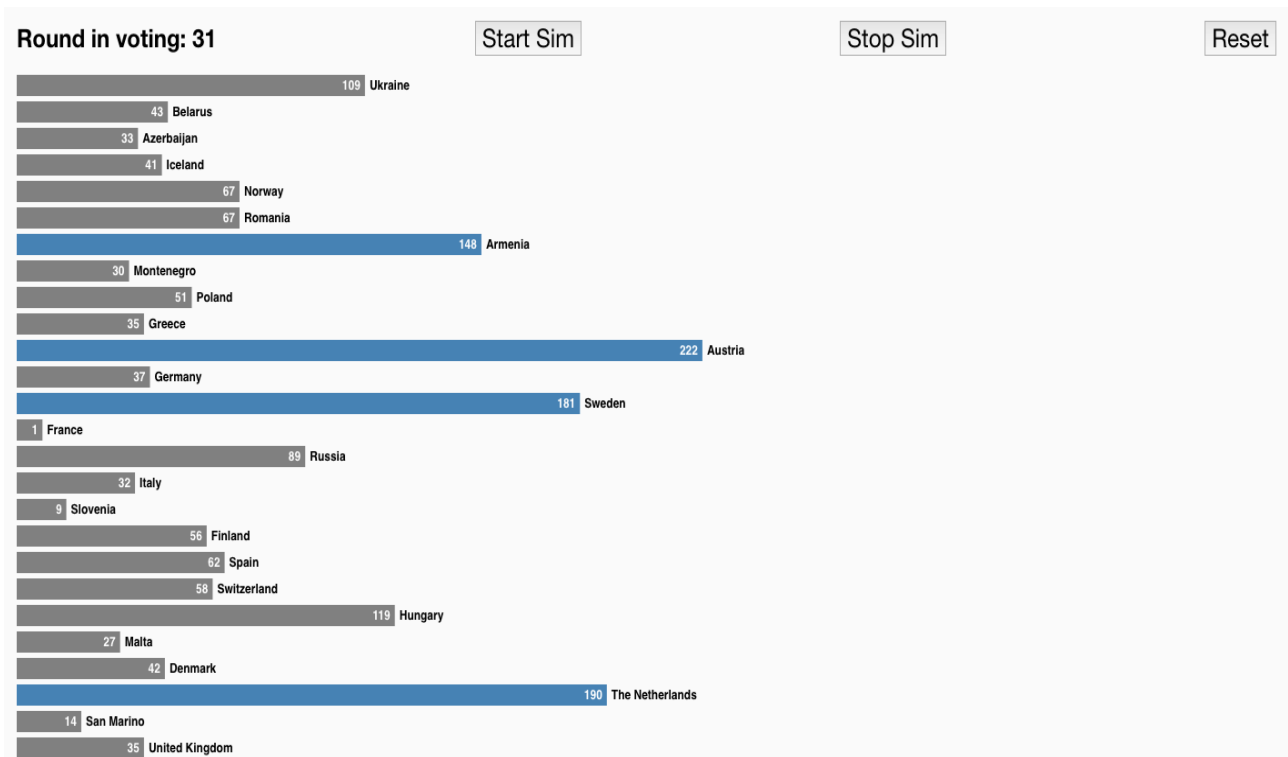 Round in voting: 31 Start Sim Stop Sim Reset
109 Ukraine
43 Belarus
33 Azerbaijan
41 Iceland
67 Norway
67 Romania
148 Armenia
30 Montenegro
51 Poland
35 Greece
222 Austria
37 Germany
181 Sweden
1 France
89 Russia
32 Italy
9 Slovenia
56 Finland
62 Spain
58 Switzerland
119 Hungary
27 Malta
42 Denmark
190 The Netherlands
14 San Marino
35 United Kingdom